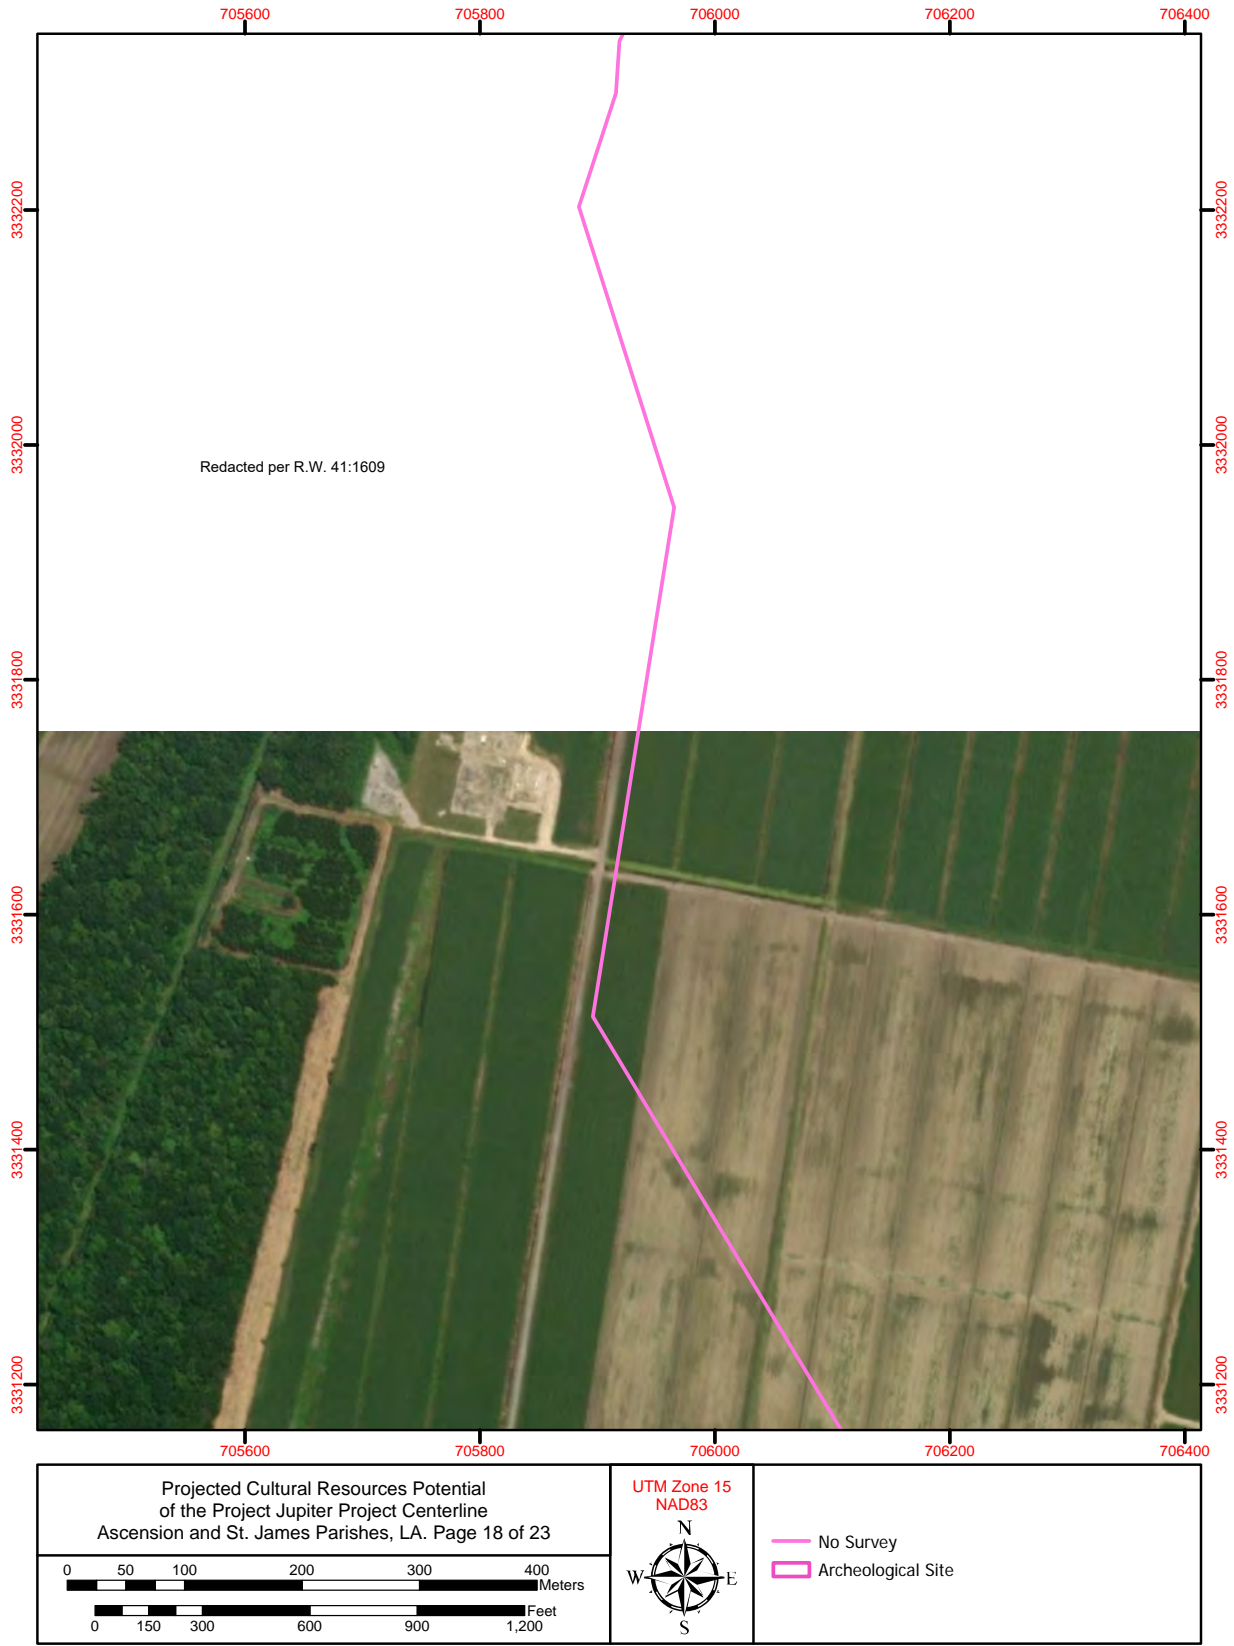 705600 705800 706000 706200 706400
3332200 3332200
3332000 3332000
Redacted per R.W. 41:1609
3331800 3331800
3331600 3331600
3331400 3331400
3331200 3331200
705600 705800 706000 706200 706400
Projected Cultural Resources Potential
of the Project Jupiter Project Centerline
Ascension and St. James Parishes, LA. Page 18 of 23
0 50 100 200 300 400
Meters
Feet
0 150 300 600 900 1,200
UTM Zone 15
NAD83
N
W E
S
No Survey
Archeological Site